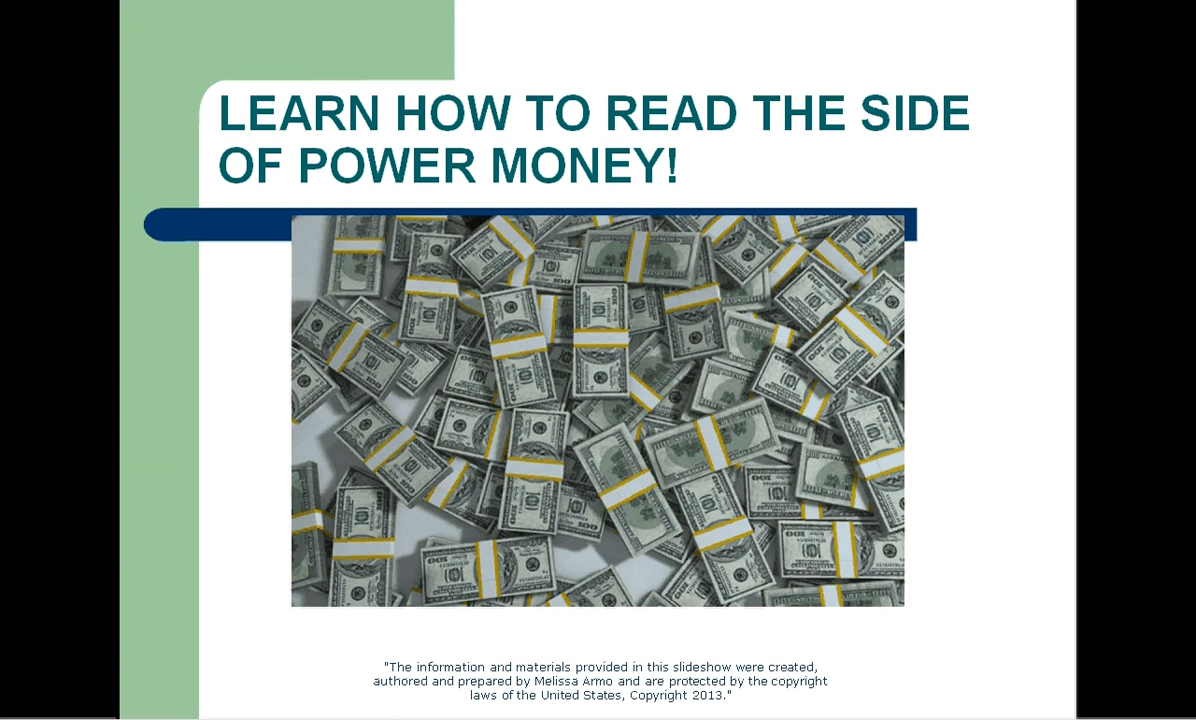 LEARN HOW TO READ THE SIDE
OF POWER MONEY!
"The information and materials provided in this slideshow were created,
authored and prepared by Melissa Armo and are protected by the copyright
laws of the United States, Copyright 2013."